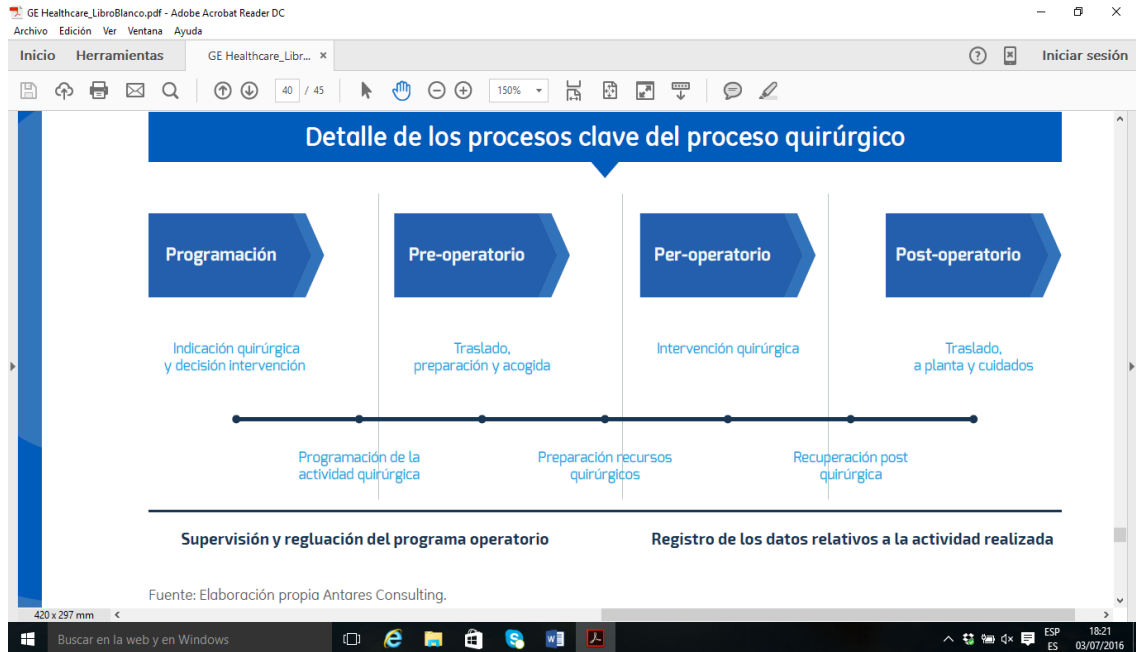 GE Healthcare_LibroBlanco.pdf - Adobe Acrobat Reader DC
Archivo Edición Ver Ventana Ayuda
Inicio Herramientas GE Healthcare_Libr... × Iniciar sesión
40 / 45 150%
Detalle de los procesos clave del proceso quirúrgico
Programación
Pre-operatorio
Per-operatorio
Post-operatorio
Indicación quirúrgica
y decisión intervención
Traslado,
preparación y acogida
Intervención quirúrgica
Traslado,
a planta y cuidados
Programación de la
actividad quirúrgica
Preparación recursos
quirúrgicos
Recuperación post
quirúrgica
Supervisión y regluación del programa operatorio
Registro de los datos relativos a la actividad realizada
Fuente: Elaboración propia Antares Consulting.
420 x 297 mm
Buscar en la web y en Windows
ESP
ES
18:21
03/07/2016